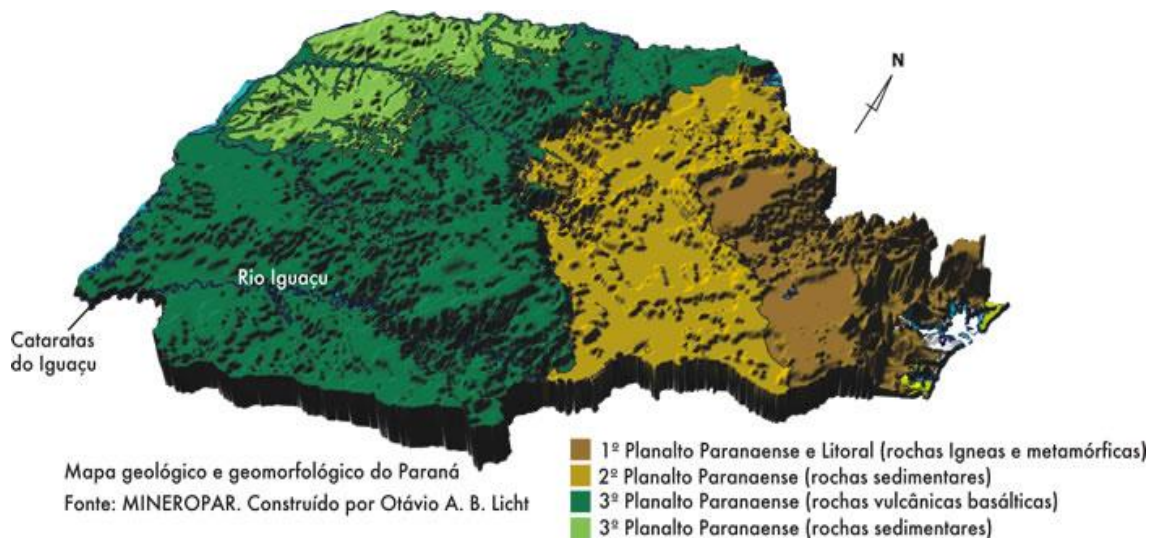 N
Rio Iguaçu
Cataratas
do Iguaçu
Mapa geológico e geomorfológico do Paraná
Fonte: MINEROPAR. Construído por Otávio A. B. Licht
1º Planalto Paranaense e Litoral (rochas Igneas e metamórficas)
2º Planalto Paranaense (rochas sedimentares)
3º Planalto Paranaense (rochas vulcânicas basálticas)
3º Planalto Paranaense (rochas sedimentares)